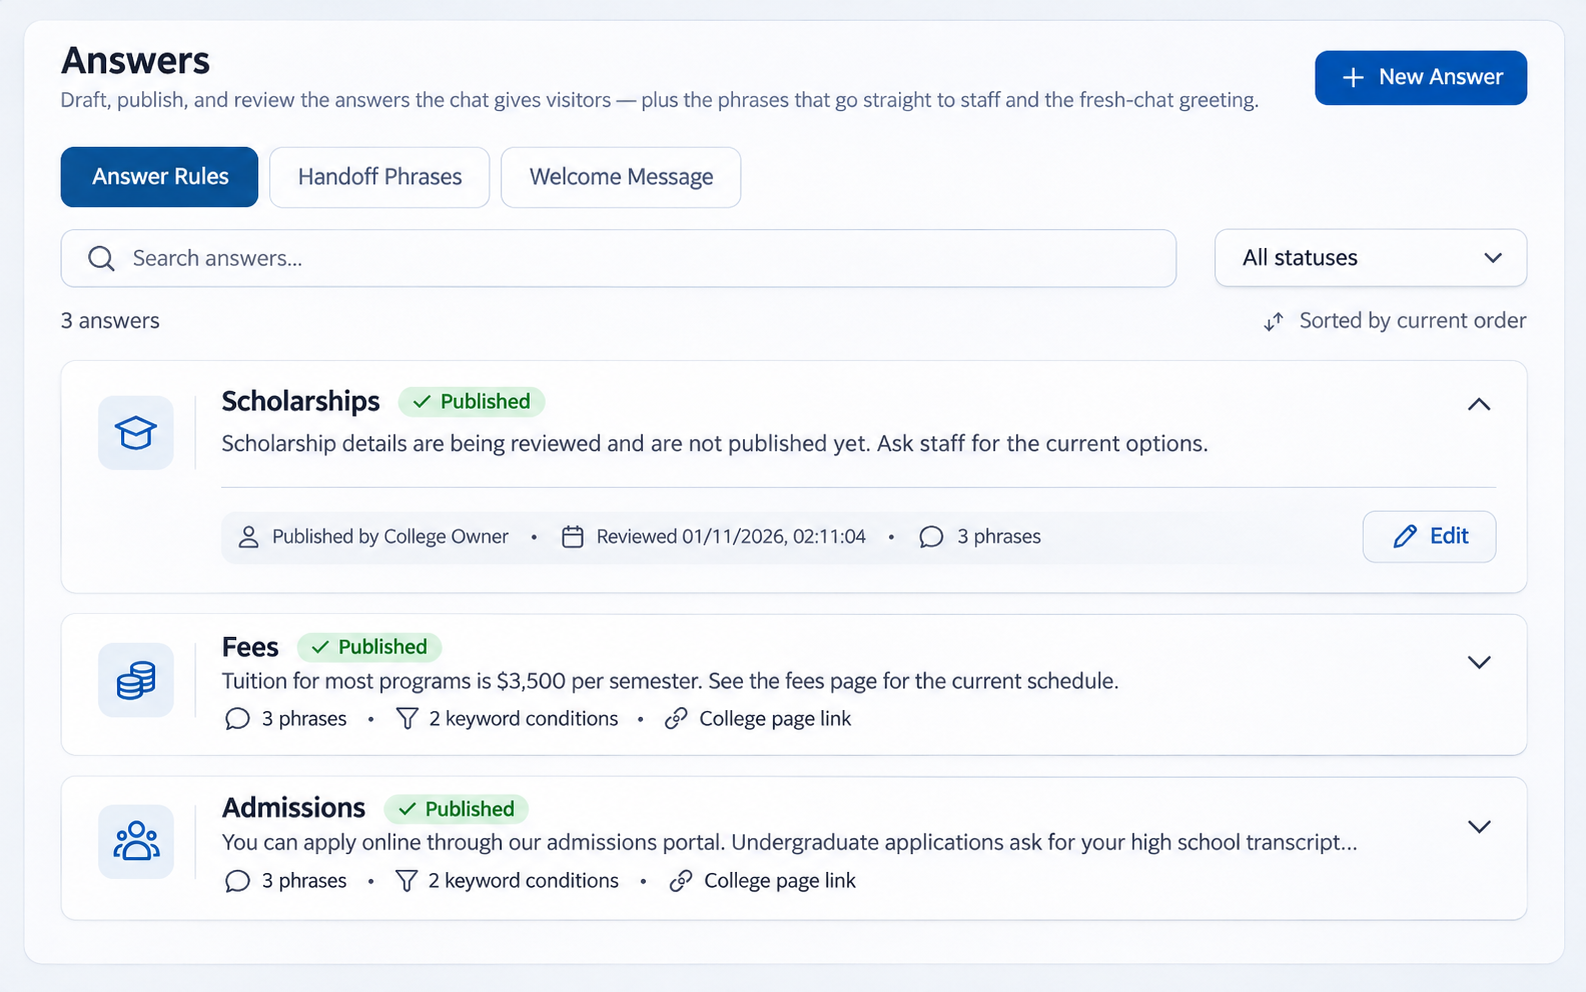 Answers
Draft, publish, and review the answers the chat gives visitors — plus the phrases that go straight to staff and the fresh-chat greeting.
New Answer
Answer Rules
Handoff Phrases
Welcome Message
Search answers...
All statuses
3 answers
Sorted by current order
Scholarships
Published
Scholarship details are being reviewed and are not published yet. Ask staff for the current options.
Published by College Owner • Reviewed 01/11/2026, 02:11:04 • 3 phrases
Edit
Fees
Published
Tuition for most programs is $3,500 per semester. See the fees page for the current schedule.
3 phrases • 2 keyword conditions • College page link
Admissions
Published
You can apply online through our admissions portal. Undergraduate applications ask for your high school transcript...
3 phrases • 2 keyword conditions • College page link